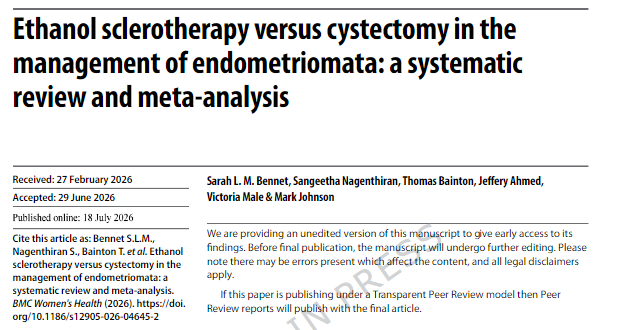 Ethanol sclerotherapy versus cystectomy in the
management of endometriomata: a systematic
review and meta-analysis
Received: 27 February 2026
Accepted: 29 June 2026
Published online: 18 July 2026
Cite this article as: Bennet S.L.M.,
Nagenthiran S., Bainton T. et al. Ethanol
sclerotherapy versus cystectomy in the
management of endometriomata: a
systematic review and meta-analysis.
BMC Women's Health (2026). https://doi.
org/10.1186/s12905-026-04645-2
Sarah L. M. Bennet, Sangeetha Nagenthiran, Thomas Bainton, Jeffery Ahmed,
Victoria Male & Mark Johnson
We are providing an unedited version of this manuscript to give early access to its
findings. Before final publication, the manuscript will undergo further editing. Please
note there may be errors present which affect the content, and all legal disclaimers
apply.
If this paper is publishing under a Transparent Peer Review model then Peer
Review reports will publish with the final article.
IN PRESS